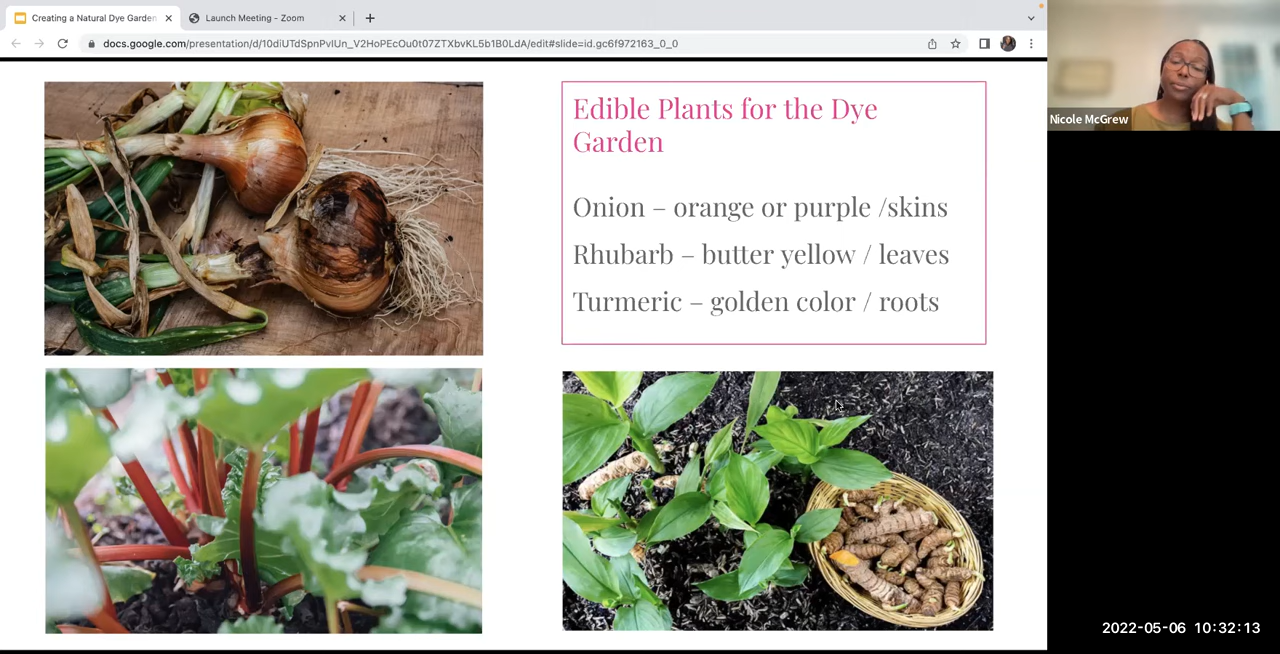 Creating a Natural Dye Garden
Launch Meeting - Zoom
docs.google.com/presentation/d/10diUTdSpnPvIUn_V2HoPEcOu0t07ZTXbvKL5b1B0LdA/edit#slide=id.gc6f972163_0_0
Nicole McGrew
Edible Plants for the Dye
Garden
Onion – orange or purple /skins
Rhubarb – butter yellow / leaves
Turmeric – golden color / roots
2022-05-06 10:32:13